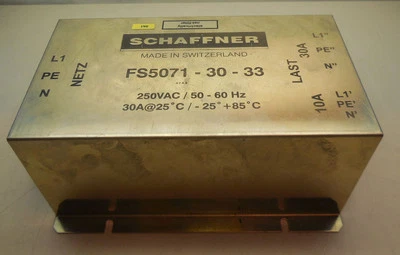 SCHAFFNER
MADE IN SWITZERLAND
FS5071 - 30 - 33
250VAC / 50 - 60 Hz
30A@25°C / - 25°+85°C
L1
PE
N
NETZ
LAST
30A
L1"
PE"
N"
10A
L1'
PE'
N'